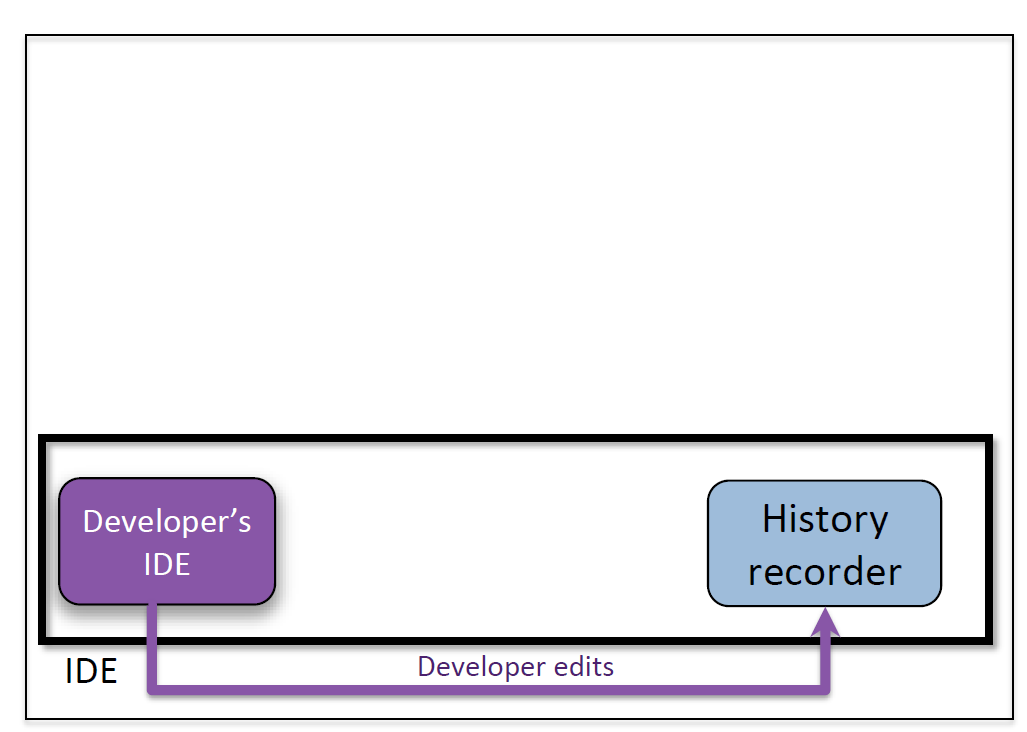 Developer’s
IDE
History
recorder
IDE
Developer edits